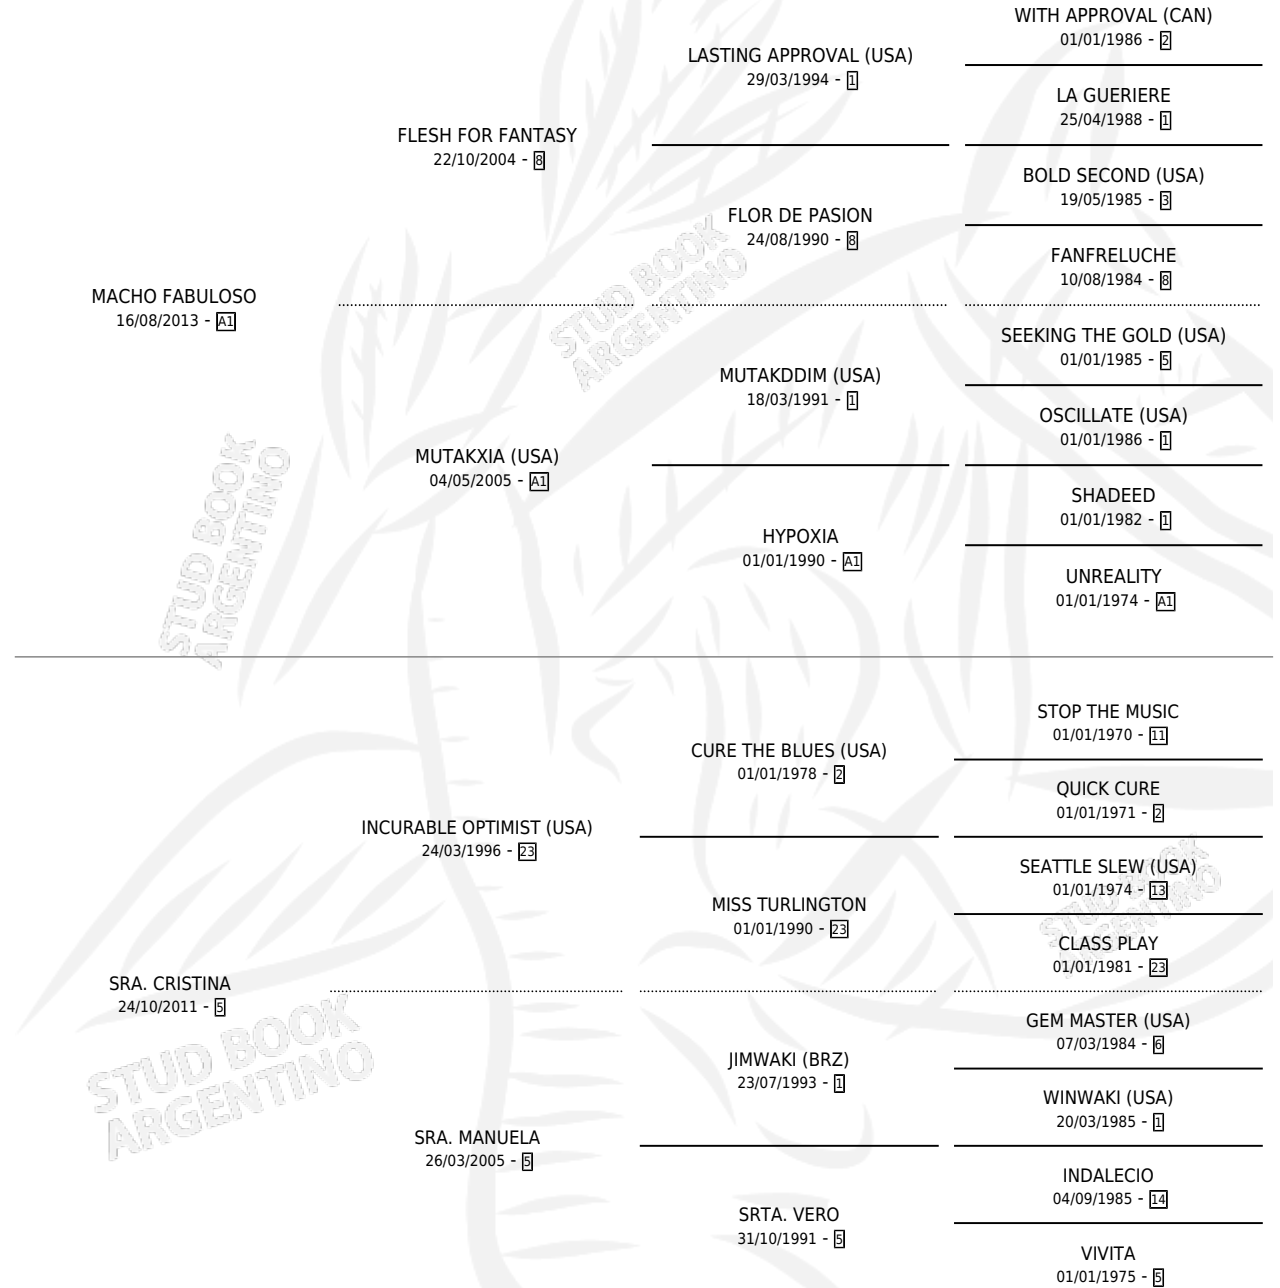 WITH APPROVAL (CAN)
01/01/1986 - 2
LASTING APPROVAL (USA)
29/03/1994 - 1
LA GUERIERE
25/04/1988 - 1
FLESH FOR FANTASY
22/10/2004 - 8
BOLD SECOND (USA)
19/05/1985 - 3
FLOR DE PASION
24/08/1990 - 8
FANFRELUCHE
10/08/1984 - 8
MACHO FABULOSO
16/08/2013 - A1
SEEKING THE GOLD (USA)
01/01/1985 - 5
MUTAKDDIM (USA)
18/03/1991 - 1
OSCILLATE (USA)
01/01/1986 - 1
MUTAKXIA (USA)
04/05/2005 - A1
SHADEED
01/01/1982 - 1
HYPOXIA
01/01/1990 - A1
UNREALITY
01/01/1974 - A1
STUD BOOK
ARGENTINO
STUD BOOK
ARGENTINO
STOP THE MUSIC
01/01/1970 - 11
CURE THE BLUES (USA)
01/01/1978 - 2
QUICK CURE
01/01/1971 - 2
INCURABLE OPTIMIST (USA)
24/03/1996 - 23
SEATTLE SLEW (USA)
01/01/1974 - 13
MISS TURLINGTON
01/01/1990 - 23
CLASS PLAY
01/01/1981 - 23
SRA. CRISTINA
24/10/2011 - 5
GEM MASTER (USA)
07/03/1984 - 6
JIMWAKI (BRZ)
23/07/1993 - 1
WINWAKI (USA)
20/03/1985 - 1
SRA. MANUELA
26/03/2005 - 5
INDALECIO
04/09/1985 - 14
SRTA. VERO
31/10/1991 - 5
VIVITA
01/01/1975 - 5
STUD BOOK
ARGENTINO
STUD BOOK
ARGENTINO